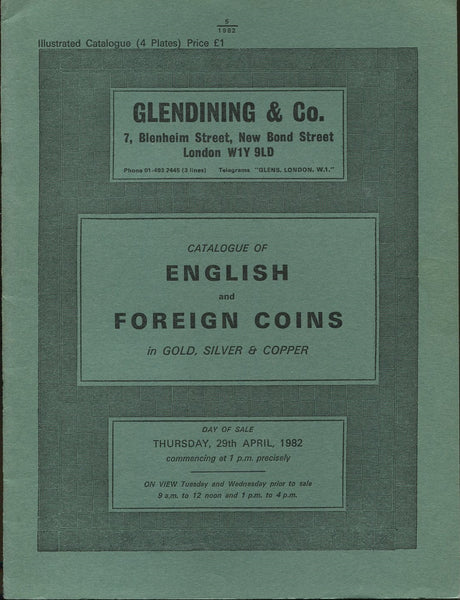 5
1982
Illustrated Catalogue (4 Plates) Price £1
GLENDINING & Co.
7, Blenheim Street, New Bond Street
London W1Y 9LD
Phone 01-493 2445 (3 lines) Telegrams "GLENS. LONDON. W.1."
CATALOGUE OF
ENGLISH
and
FOREIGN COINS
in GOLD, SILVER & COPPER
DAY OF SALE
THURSDAY, 29th APRIL, 1982
commencing at 1 p.m. precisely
ON VIEW Tuesday and Wednesday prior to sale
9 a.m. to 12 noon and 1 p.m. to 4 p.m.